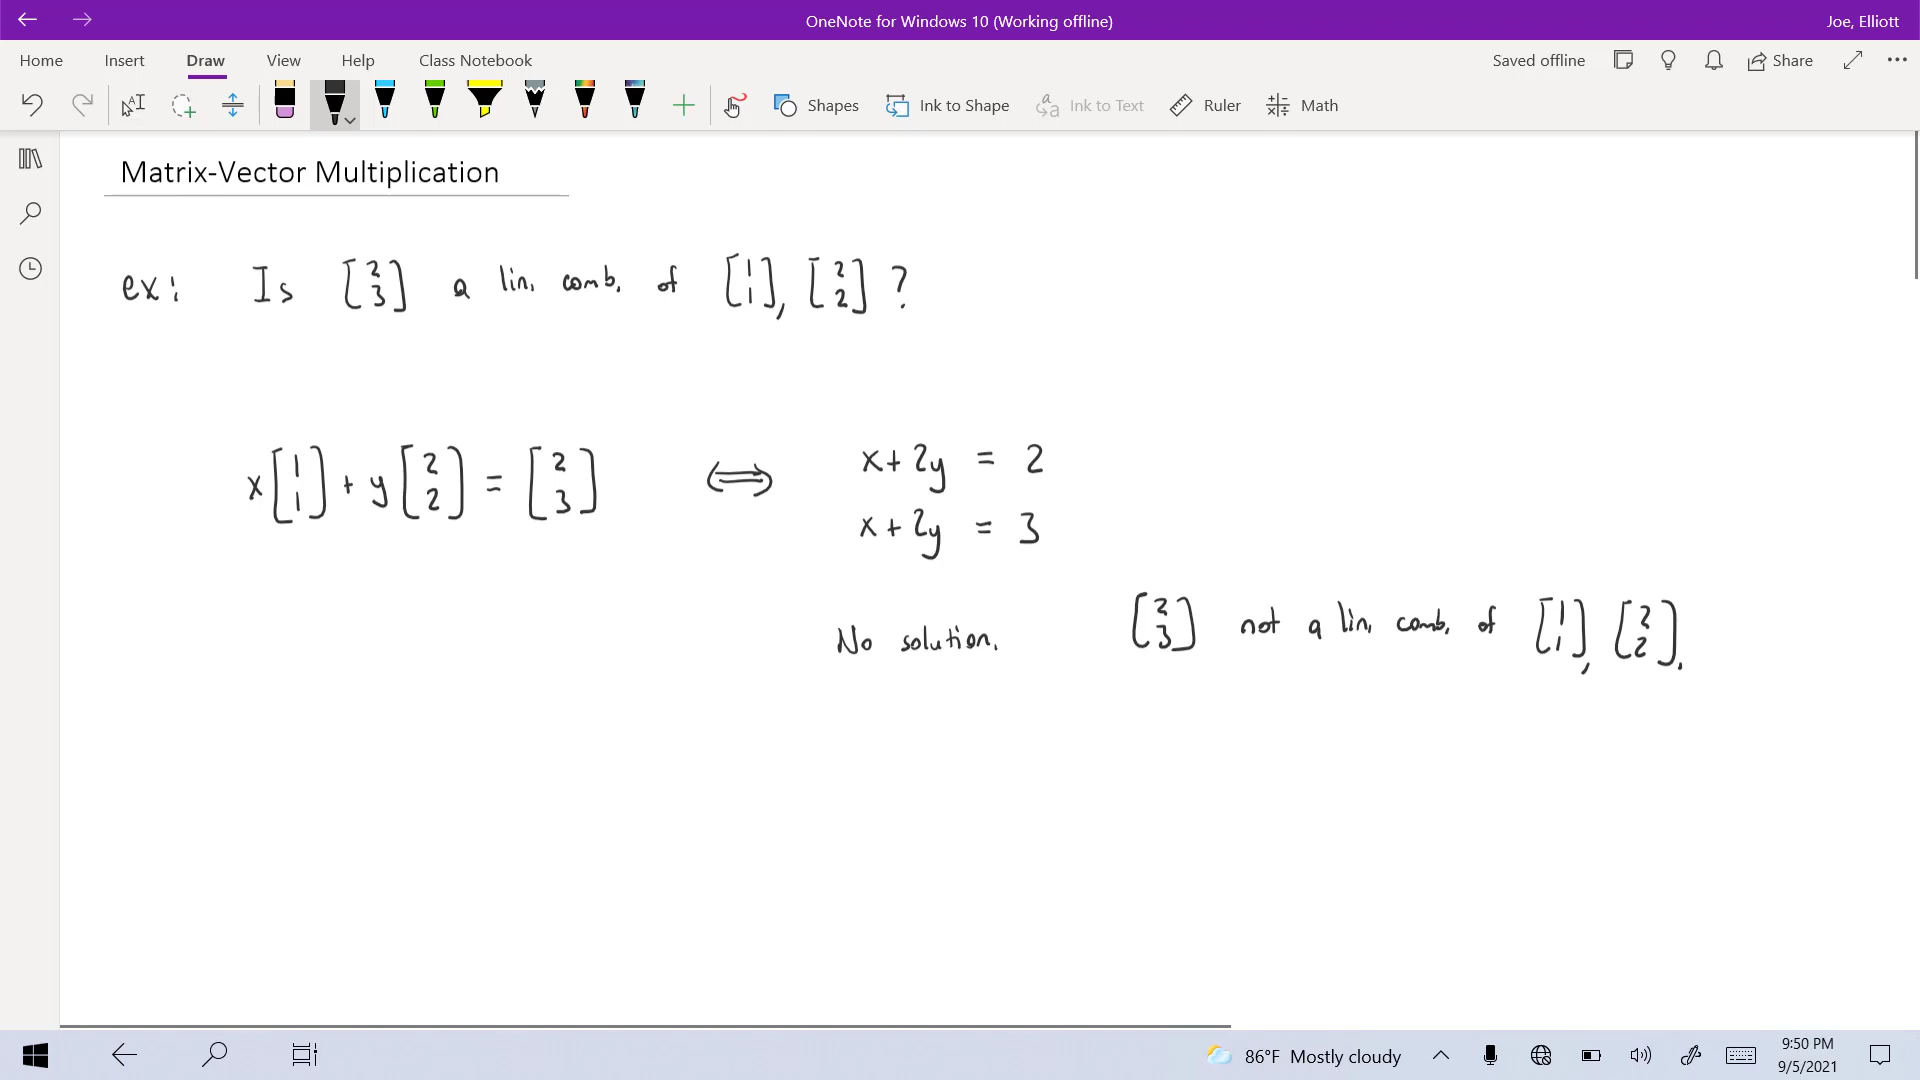 OneNote for Windows 10 (Working offline)
Joe, Elliott
Home Insert Draw View Help Class Notebook
Saved offline Share
Shapes Ink to Shape Ink to Text Ruler Math
Matrix-Vector Multiplication
ex: Is [2 3] a lin. comb. of [1 1], [2 2] ?
x[1 1] + y[2 2] = [2 3] ⟺ x + 2y = 2
x + 2y = 3
No solution. [2 3] not a lin. comb. of [1 1], [2 2].
86°F Mostly cloudy
9:50 PM
9/5/2021